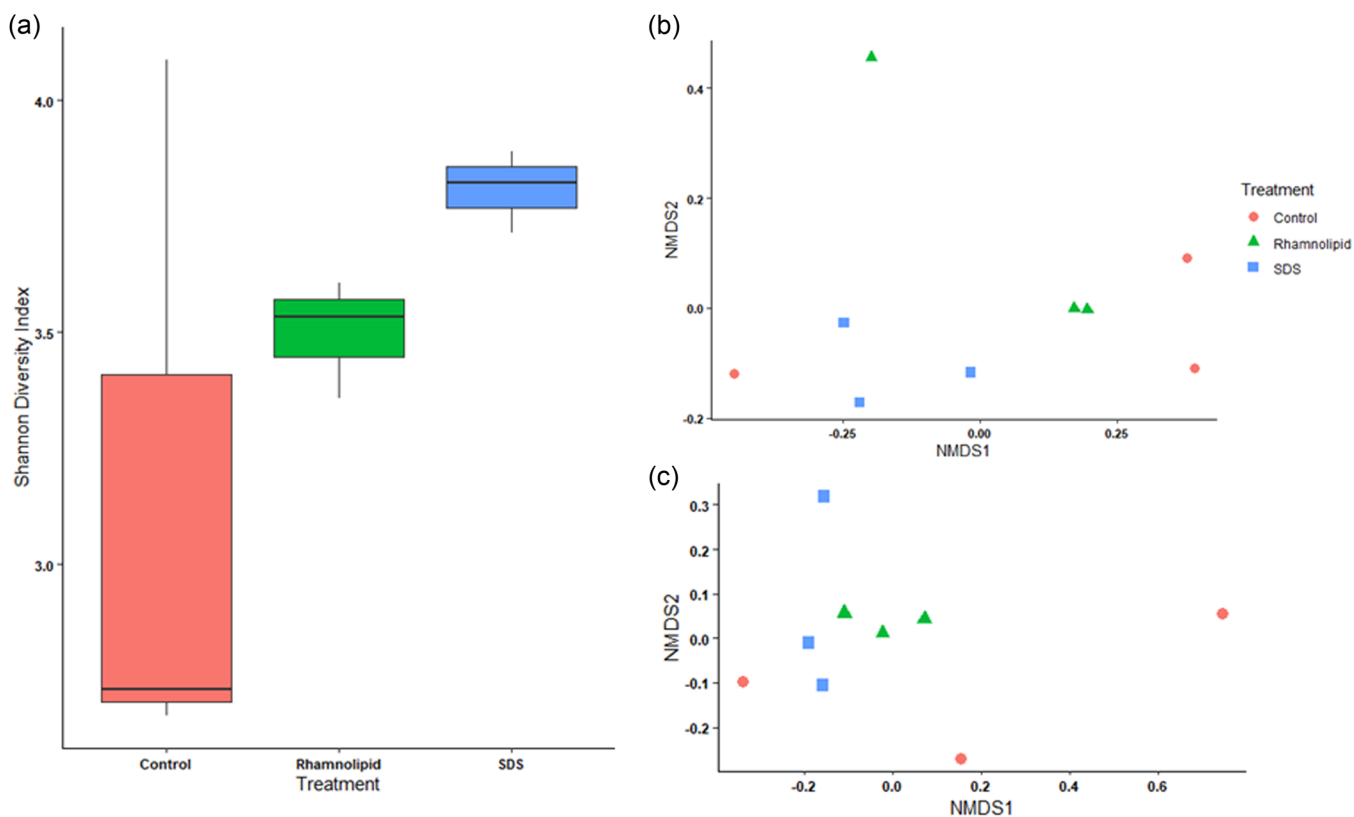 (a)
Shannon Diversity Index
4.0
3.5
3.0
Control
Rhamnolipid
SDS
Treatment
(b)
NMDS2
0.4
0.2
0.0
-0.2
-0.25
0.00
0.25
NMDS1
Treatment
Control
Rhamnolipid
SDS
(c)
NMDS2
0.3
0.2
0.1
0.0
-0.1
-0.2
-0.2
0.0
0.2
0.4
0.6
NMDS1